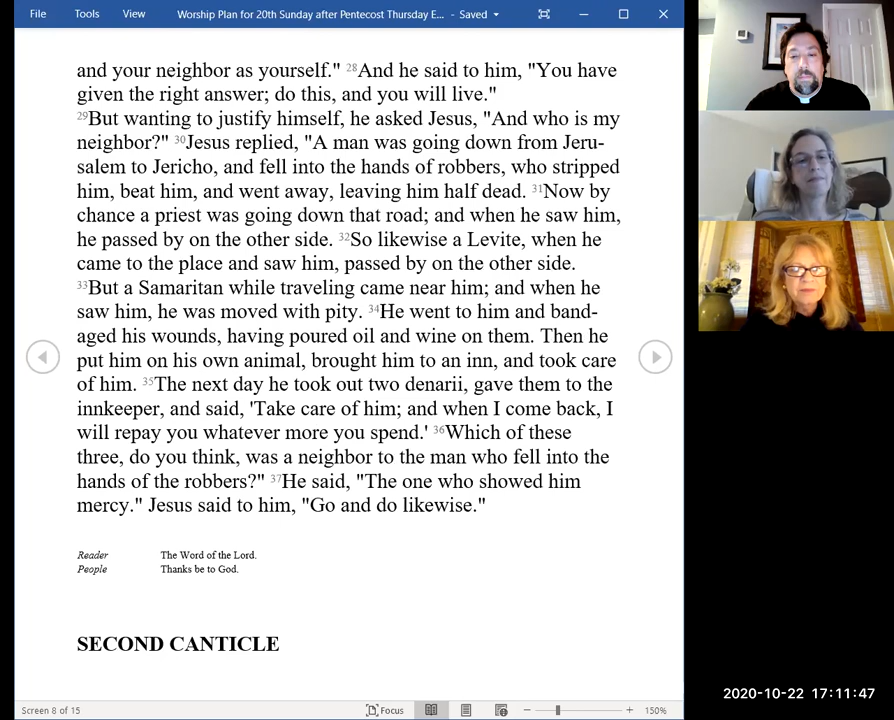 File Tools View Worship Plan for 20th Sunday after Pentecost Thursday E... - Saved
and your neighbor as yourself." 28And he said to him, "You have
given the right answer; do this, and you will live."
29But wanting to justify himself, he asked Jesus, "And who is my
neighbor?" 30Jesus replied, "A man was going down from Jeru-
salem to Jericho, and fell into the hands of robbers, who stripped
him, beat him, and went away, leaving him half dead. 31Now by
chance a priest was going down that road; and when he saw him,
he passed by on the other side. 32So likewise a Levite, when he
came to the place and saw him, passed by on the other side.
33But a Samaritan while traveling came near him; and when he
saw him, he was moved with pity. 34He went to him and band-
aged his wounds, having poured oil and wine on them. Then he
put him on his own animal, brought him to an inn, and took care
of him. 35The next day he took out two denarii, gave them to the
innkeeper, and said, 'Take care of him; and when I come back, I
will repay you whatever more you spend.' 36Which of these
three, do you think, was a neighbor to the man who fell into the
hands of the robbers?" 37He said, "The one who showed him
mercy." Jesus said to him, "Go and do likewise."
Reader The Word of the Lord.
People Thanks be to God.
SECOND CANTICLE
Screen 8 of 15 Focus 150%
2020-10-22 17:11:47